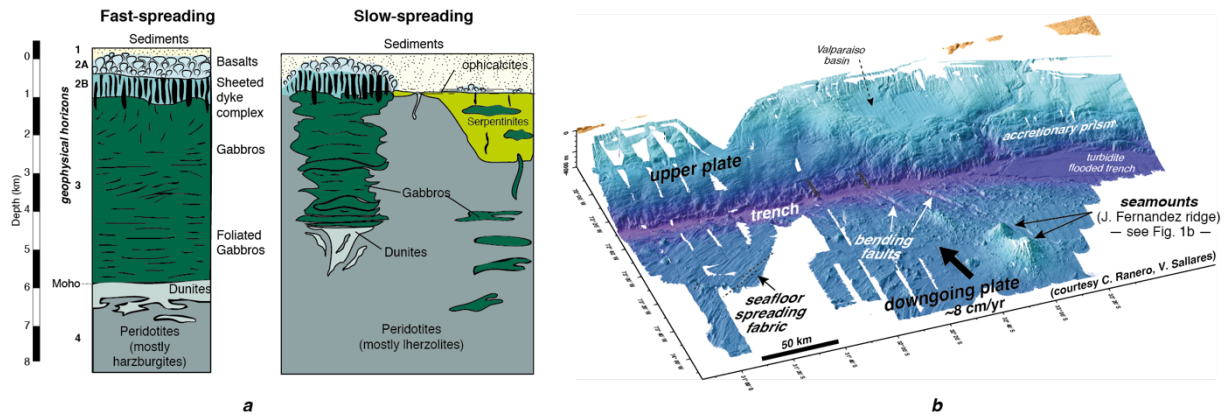 Fast-spreading
Sediments
Depth (km)
0
1
2
3
4
5
6
7
8
geophysical horizons
1
2A
2B
3
Moho
4
Basalts
Sheeted
dyke
complex
Gabbros
Foliated
Gabbros
Dunites
Peridotites
(mostly
harzburgites)
Slow-spreading
Sediments
ophicalcites
Serpentinites
Gabbros
Dunites
Peridotites
(mostly lherzolites)
a
Valparaiso
basin
upper plate
accretionary prism
turbidite
flooded trench
trench
bending
faults
seamounts
(J. Fernandez ridge)
— see Fig. 1b —
downgoing plate
~8 cm/yr
(courtesy C. Ranero, V. Sallares)
seafloor
spreading
fabric
50 km
0
b